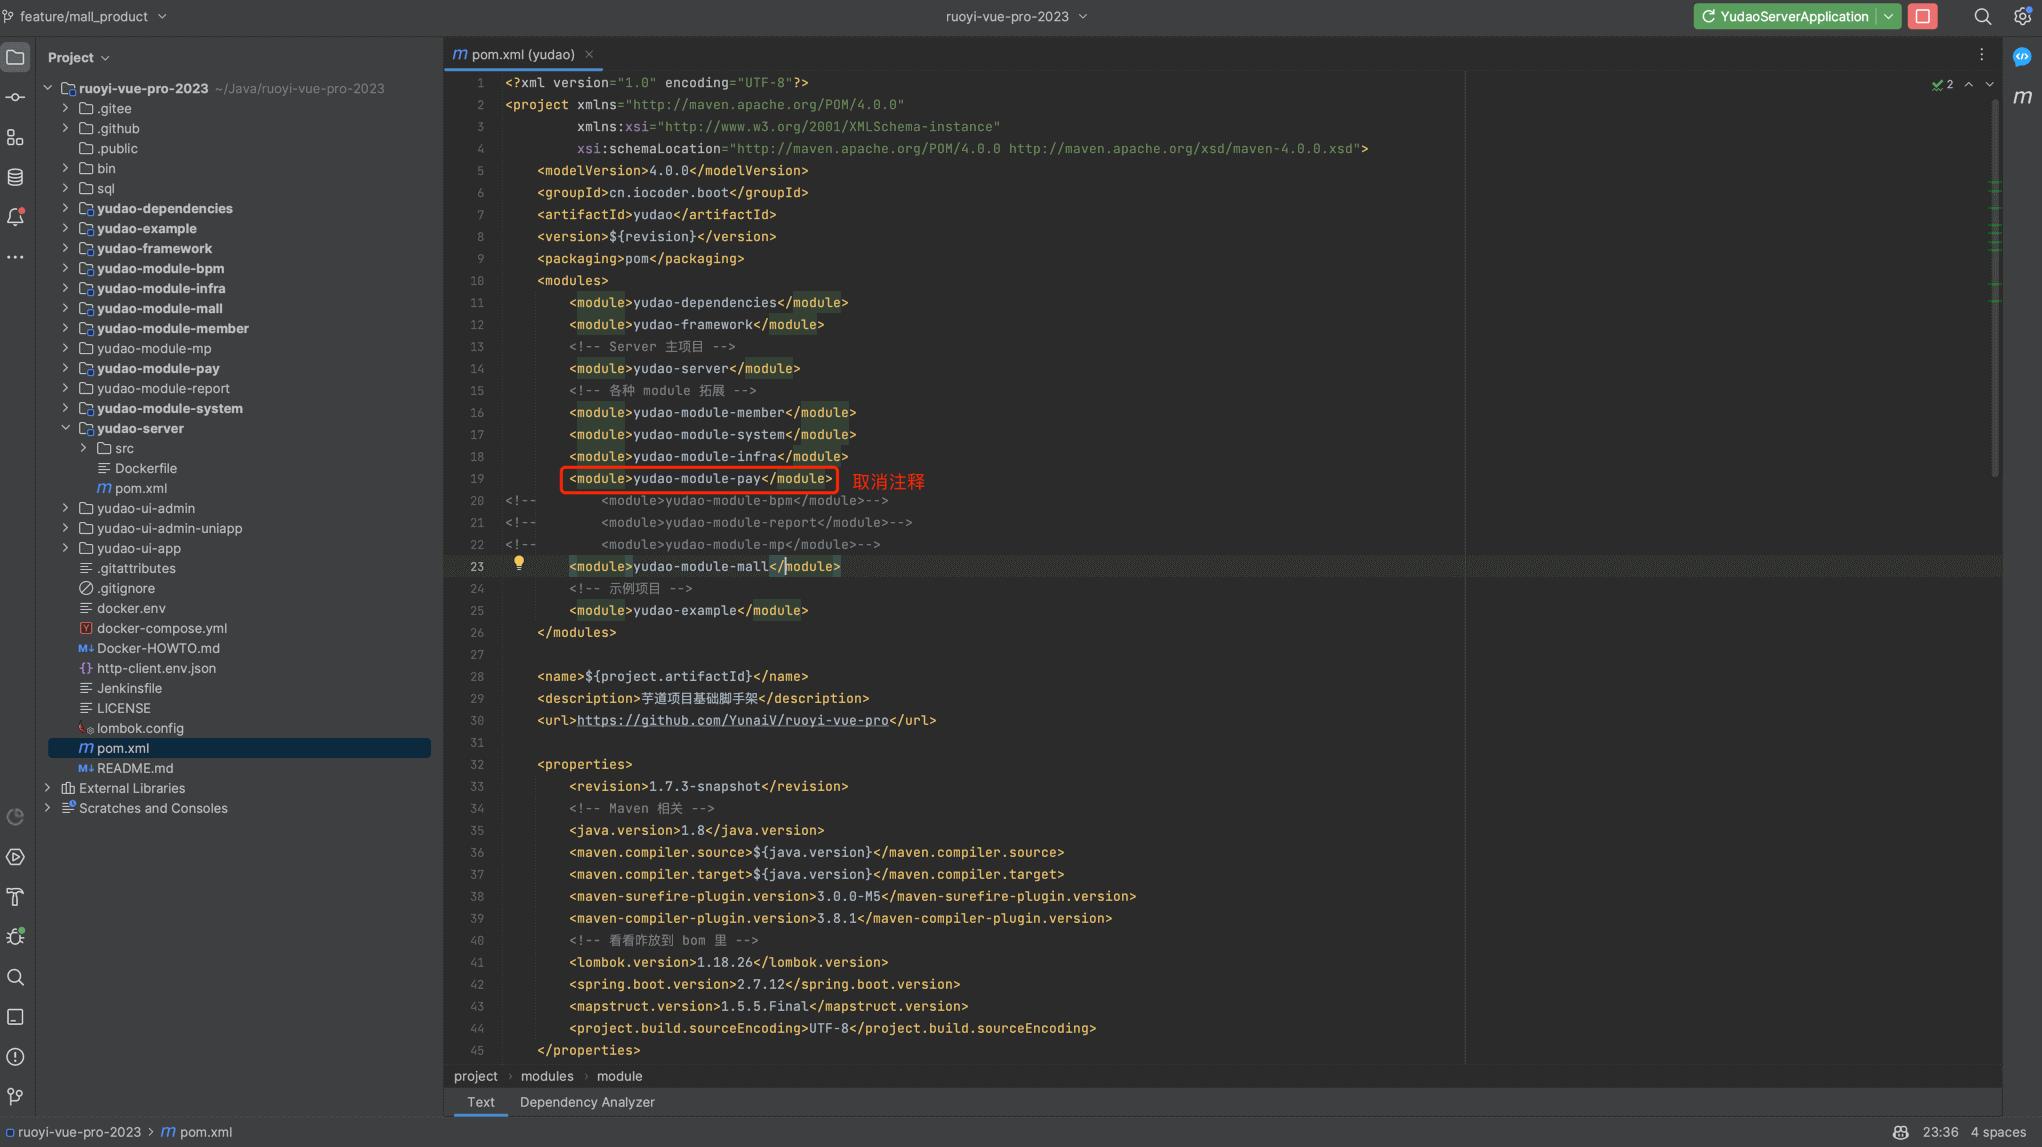 feature/mall_product
ruoyi-vue-pro-2023
YudaoServerApplication
Project
ruoyi-vue-pro-2023 ~/Java/ruoyi-vue-pro-2023
.gitee
.github
.public
bin
sql
yudao-dependencies
yudao-example
yudao-framework
yudao-module-bpm
yudao-module-infra
yudao-module-mall
yudao-module-member
yudao-module-mp
yudao-module-pay
yudao-module-report
yudao-module-system
yudao-server
src
Dockerfile
pom.xml
yudao-ui-admin
yudao-ui-admin-uniapp
yudao-ui-app
.gitattributes
.gitignore
docker.env
docker-compose.yml
Docker-HOWTO.md
http-client.env.json
Jenkinsfile
LICENSE
lombok.config
pom.xml
README.md
External Libraries
Scratches and Consoles
pom.xml (yudao)
2
1 <?xml version="1.0" encoding="UTF-8"?>
2 <project xmlns="http://maven.apache.org/POM/4.0.0"
3 xmlns:xsi="http://www.w3.org/2001/XMLSchema-instance"
4 xsi:schemaLocation="http://maven.apache.org/POM/4.0.0 http://maven.apache.org/xsd/maven-4.0.0.xsd">
5 <modelVersion>4.0.0</modelVersion>
6 <groupId>cn.iocoder.boot</groupId>
7 <artifactId>yudao</artifactId>
8 <version>${revision}</version>
9 <packaging>pom</packaging>
10 <modules>
11 <module>yudao-dependencies</module>
12 <module>yudao-framework</module>
13 <!-- Server 主项目 -->
14 <module>yudao-server</module>
15 <!-- 各种 module 拓展 -->
16 <module>yudao-module-member</module>
17 <module>yudao-module-system</module>
18 <module>yudao-module-infra</module>
19 <module>yudao-module-pay</module> 取消注释
20 <!-- <module>yudao-module-bpm</module>-->
21 <!-- <module>yudao-module-report</module>-->
22 <!-- <module>yudao-module-mp</module>-->
23 <module>yudao-module-mall</module>
24 <!-- 示例项目 -->
25 <module>yudao-example</module>
26 </modules>
27
28 <name>${project.artifactId}</name>
29 <description>芋道项目基础脚手架</description>
30 <url>https://github.com/YunaiV/ruoyi-vue-pro</url>
31
32 <properties>
33 <revision>1.7.3-snapshot</revision>
34 <!-- Maven 相关 -->
35 <java.version>1.8</java.version>
36 <maven.compiler.source>${java.version}</maven.compiler.source>
37 <maven.compiler.target>${java.version}</maven.compiler.target>
38 <maven-surefire-plugin.version>3.0.0-M5</maven-surefire-plugin.version>
39 <maven-compiler-plugin.version>3.8.1</maven-compiler-plugin.version>
40 <!-- 看看咋放到 bom 里 -->
41 <lombok.version>1.18.26</lombok.version>
42 <spring.boot.version>2.7.12</spring.boot.version>
43 <mapstruct.version>1.5.5.Final</mapstruct.version>
44 <project.build.sourceEncoding>UTF-8</project.build.sourceEncoding>
45 </properties>
project › modules › module
Text Dependency Analyzer
ruoyi-vue-pro-2023 › m pom.xml
23:36 4 spaces